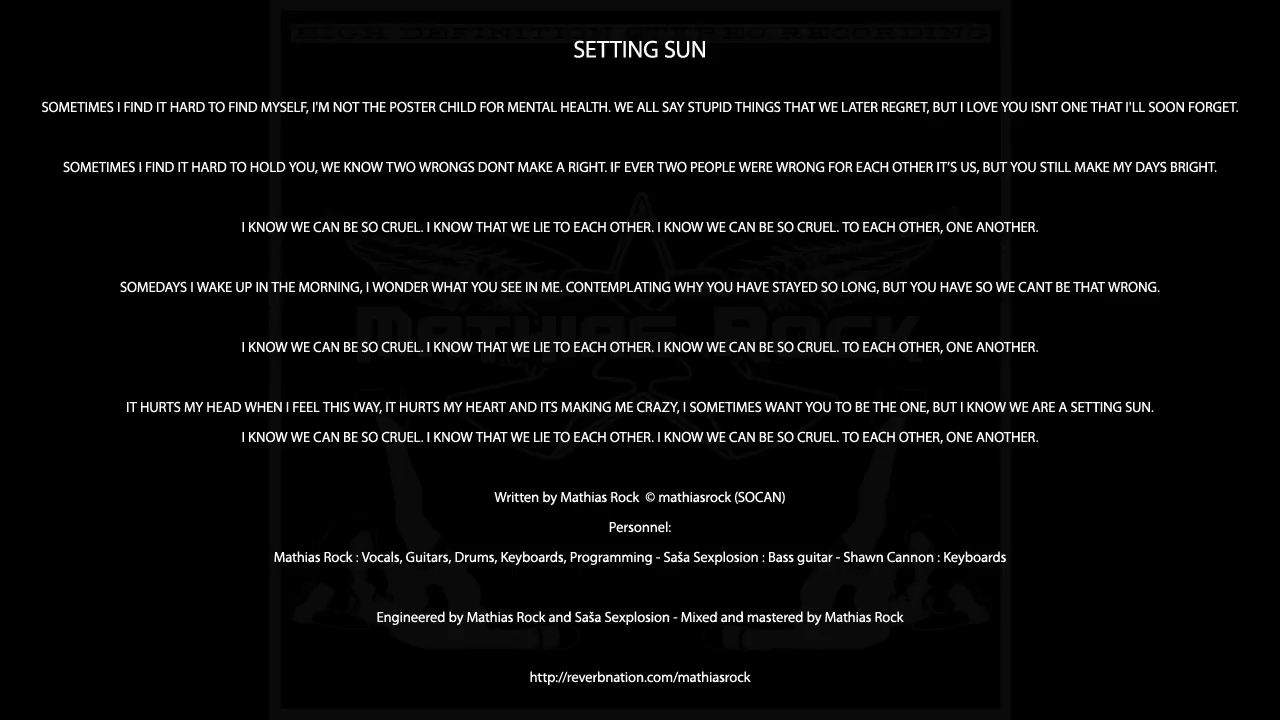 HIGH DEFINITION STEREO RECORDING
SETTING SUN
SOMETIMES I FIND IT HARD TO FIND MYSELF, I'M NOT THE POSTER CHILD FOR MENTAL HEALTH. WE ALL SAY STUPID THINGS THAT WE LATER REGRET, BUT I LOVE YOU ISNT ONE THAT I'LL SOON FORGET.
SOMETIMES I FIND IT HARD TO HOLD YOU, WE KNOW TWO WRONGS DONT MAKE A RIGHT. IF EVER TWO PEOPLE WERE WRONG FOR EACH OTHER IT’S US, BUT YOU STILL MAKE MY DAYS BRIGHT.
I KNOW WE CAN BE SO CRUEL. I KNOW THAT WE LIE TO EACH OTHER. I KNOW WE CAN BE SO CRUEL. TO EACH OTHER, ONE ANOTHER.
SOMEDAYS I WAKE UP IN THE MORNING, I WONDER WHAT YOU SEE IN ME. CONTEMPLATING WHY YOU HAVE STAYED SO LONG, BUT YOU HAVE SO WE CANT BE THAT WRONG.
Mathias Rock
I KNOW WE CAN BE SO CRUEL. I KNOW THAT WE LIE TO EACH OTHER. I KNOW WE CAN BE SO CRUEL. TO EACH OTHER, ONE ANOTHER.
IT HURTS MY HEAD WHEN I FEEL THIS WAY, IT HURTS MY HEART AND ITS MAKING ME CRAZY, I SOMETIMES WANT YOU TO BE THE ONE, BUT I KNOW WE ARE A SETTING SUN.
I KNOW WE CAN BE SO CRUEL. I KNOW THAT WE LIE TO EACH OTHER. I KNOW WE CAN BE SO CRUEL. TO EACH OTHER, ONE ANOTHER.
Written by Mathias Rock © mathiasrock (SOCAN)
Personnel:
Mathias Rock : Vocals, Guitars, Drums, Keyboards, Programming - Saša Sexplosion : Bass guitar - Shawn Cannon : Keyboards
Engineered by Mathias Rock and Saša Sexplosion - Mixed and mastered by Mathias Rock
http://reverbnation.com/mathiasrock